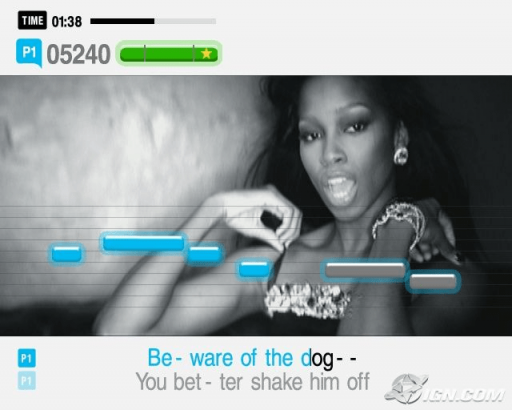 TIME 01:38
P1 05240
P1 Be- ware of the dog- -
P1 You bet- ter shake him off
IGN.COM